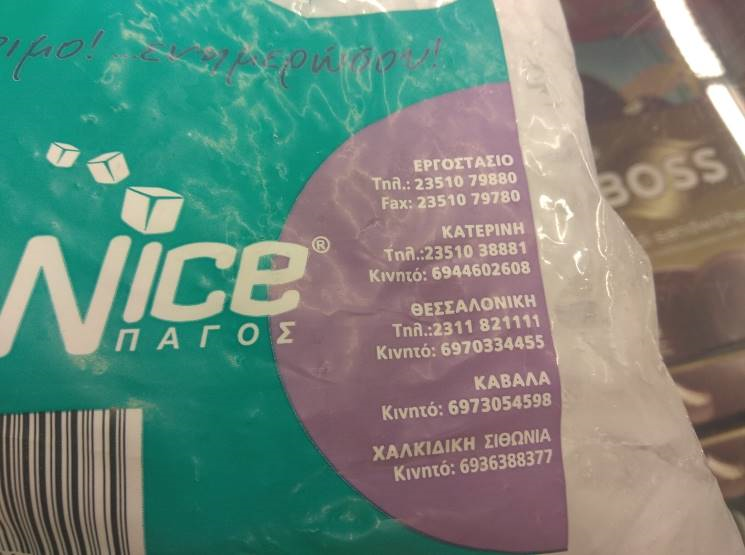 ενημερώσου!
Nice®
ΠΑΓΟΣ
ΕΡΓΟΣΤΑΣΙΟ
Τηλ.: 23510 79880
Fax: 23510 79780
ΚΑΤΕΡΙΝΗ
Τηλ.:23510 38881
Κινητό: 6944602608
ΘΕΣΣΑΛΟΝΙΚΗ
Τηλ.:2311 821111
Κινητό: 6970334455
ΚΑΒΑΛΑ
Κινητό: 6973054598
ΧΑΛΚΙΔΙΚΗ ΣΙΘΩΝΙΑ
Κινητό: 6936388377
BOSS